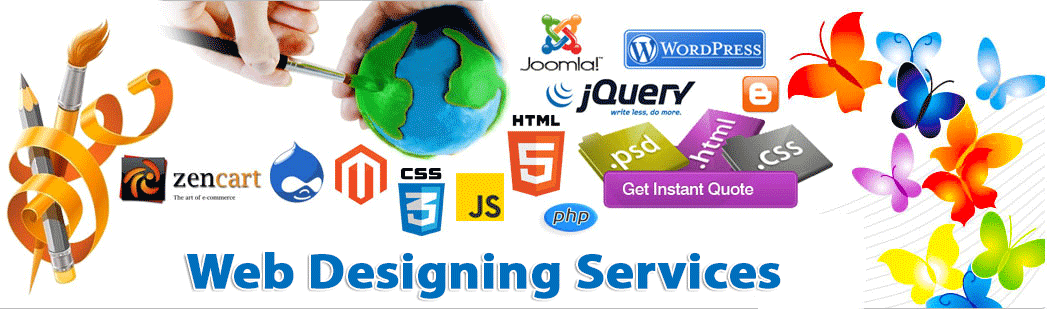 Joomla!™
WORDPRESS
jQuery
write less, do more.
HTML
5
.psd
.html
.css
zencart
The art of e-commerce
CSS
3
JS
Get Instant Quote
php
Web Designing Services